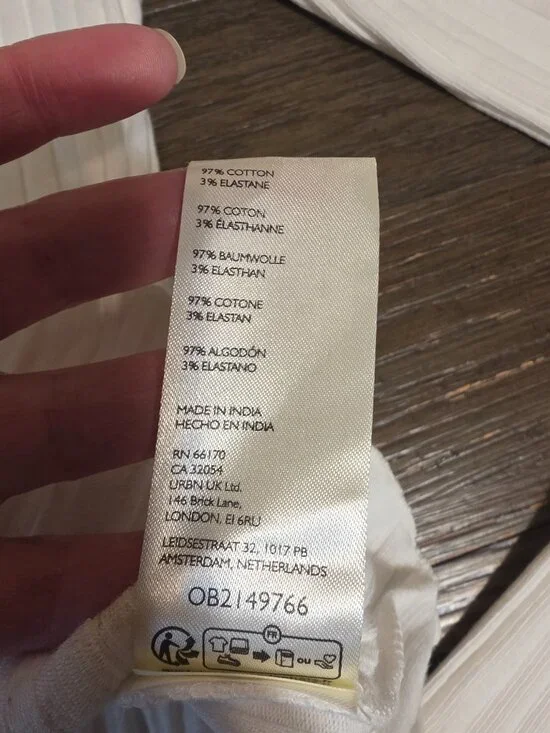 97% COTTON
3% ELASTANE
97% COTON
3% ÉLASTHANNE
97% BAUMWOLLE
3% ELASTHAN
97% COTONE
3% ELASTAN
97% ALGODÓN
3% ELASTANO
MADE IN INDIA
HECHO EN INDIA
RN 66170
CA 32054
URBN UK Ltd.
146 Brick Lane,
LONDON, E1 6RU
LEIDSESTRAAT 32, 1017 PB
AMSTERDAM, NETHERLANDS
OB2149766
FR
ou